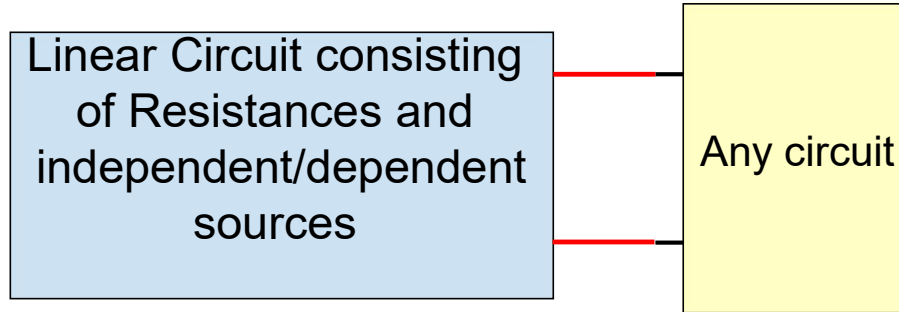 Linear Circuit consisting
of Resistances and
independent/dependent
sources
Any circuit